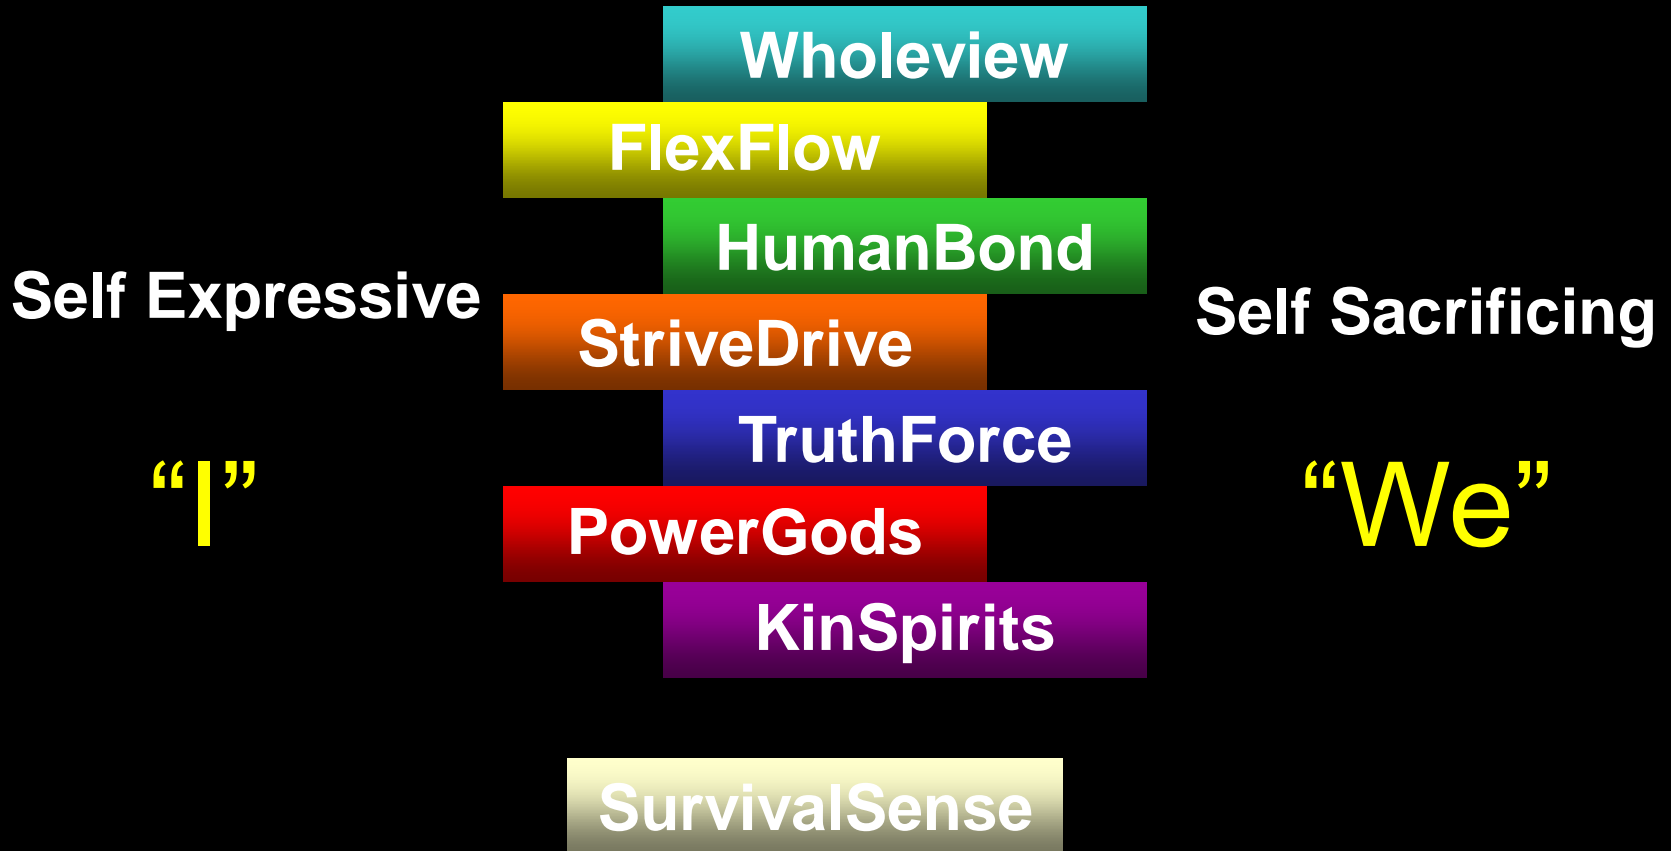 Wholeview
FlexFlow
HumanBond
Self Expressive
Self Sacrificing
StriveDrive
TruthForce
“I”
“We”
PowerGods
KinSpirits
SurvivalSense